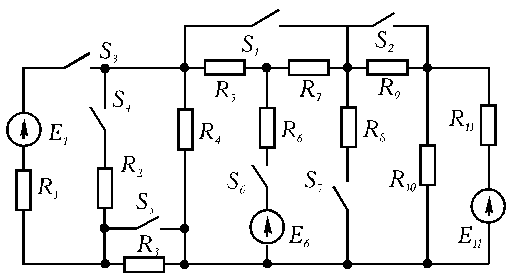 S₁ S₂
S₃
R₅ R₇ R₉
S₄
E₁ R₄ R₆ R₈ R₁₁
R₂
R₁ S₅ S₆ S₇ R₁₀
R₃ E₆ E₁₁